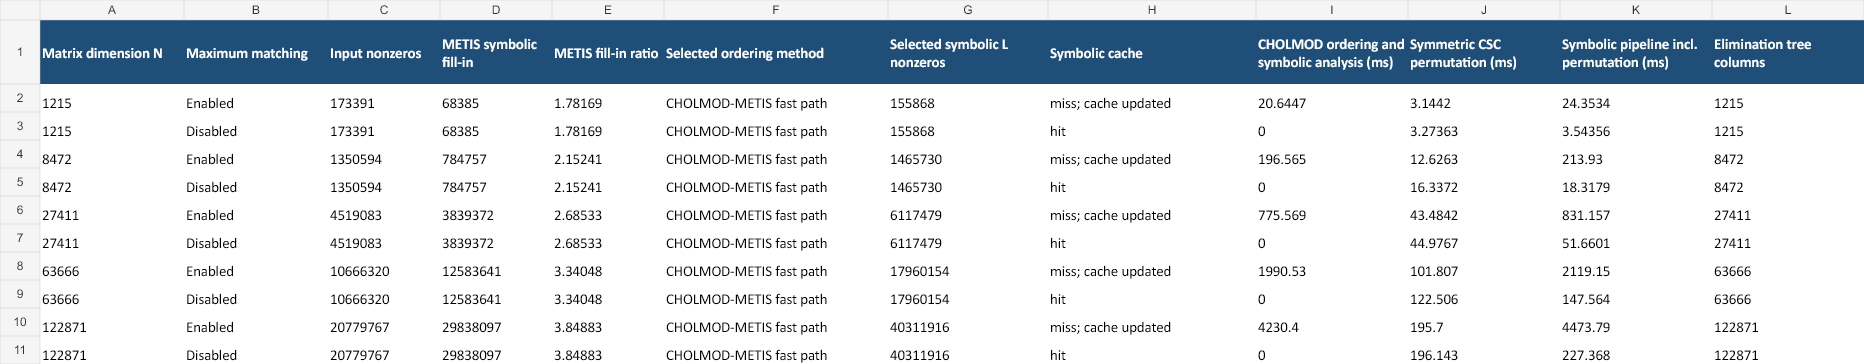 A B C D E F G H I J K L
1 Matrix dimension N Maximum matching Input nonzeros METIS symbolic fill-in METIS fill-in ratio Selected ordering method Selected symbolic L nonzeros Symbolic cache CHOLMOD ordering and symbolic analysis (ms) Symmetric CSC permutation (ms) Symbolic pipeline incl. permutation (ms) Elimination tree columns
2 1215 Enabled 173391 68385 1.78169 CHOLMOD-METIS fast path 155868 miss; cache updated 20.6447 3.1442 24.3534 1215
3 1215 Disabled 173391 68385 1.78169 CHOLMOD-METIS fast path 155868 hit 0 3.27363 3.54356 1215
4 8472 Enabled 1350594 784757 2.15241 CHOLMOD-METIS fast path 1465730 miss; cache updated 196.565 12.6263 213.93 8472
5 8472 Disabled 1350594 784757 2.15241 CHOLMOD-METIS fast path 1465730 hit 0 16.3372 18.3179 8472
6 27411 Enabled 4519083 3839372 2.68533 CHOLMOD-METIS fast path 6117479 miss; cache updated 775.569 43.4842 831.157 27411
7 27411 Disabled 4519083 3839372 2.68533 CHOLMOD-METIS fast path 6117479 hit 0 44.9767 51.6601 27411
8 63666 Enabled 10666320 12583641 3.34048 CHOLMOD-METIS fast path 17960154 miss; cache updated 1990.53 101.807 2119.15 63666
9 63666 Disabled 10666320 12583641 3.34048 CHOLMOD-METIS fast path 17960154 hit 0 122.506 147.564 63666
10 122871 Enabled 20779767 29838097 3.84883 CHOLMOD-METIS fast path 40311916 miss; cache updated 4230.4 195.7 4473.79 122871
11 122871 Disabled 20779767 29838097 3.84883 CHOLMOD-METIS fast path 40311916 hit 0 196.143 227.368 122871